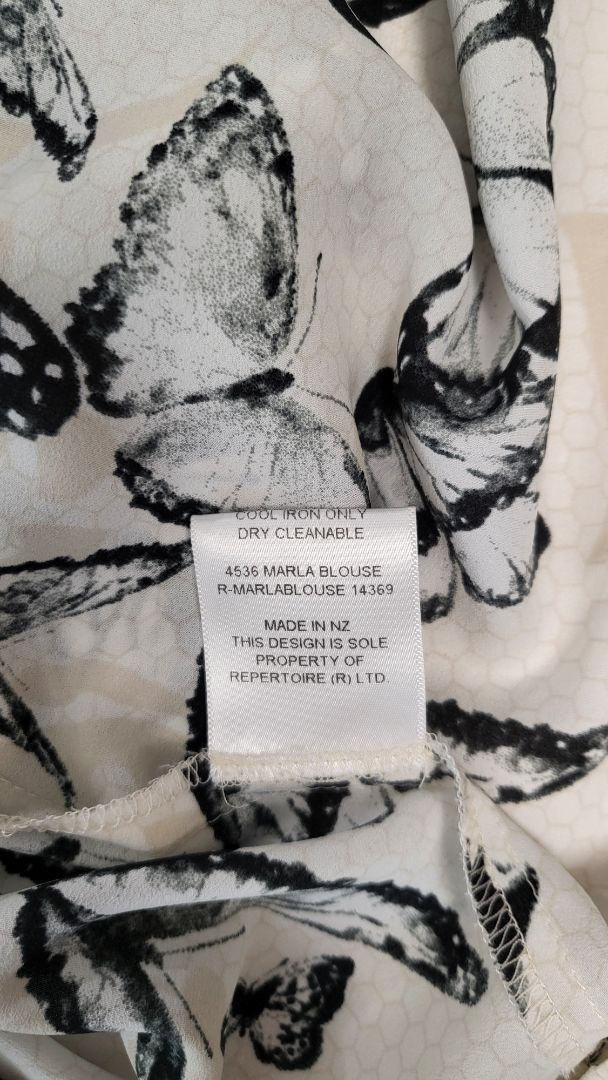 COOL IRON ONLY
DRY CLEANABLE
4536 MARLA BLOUSE
R-MARLABLOUSE 14369
MADE IN NZ
THIS DESIGN IS SOLE
PROPERTY OF
REPERTOIRE (R) LTD.